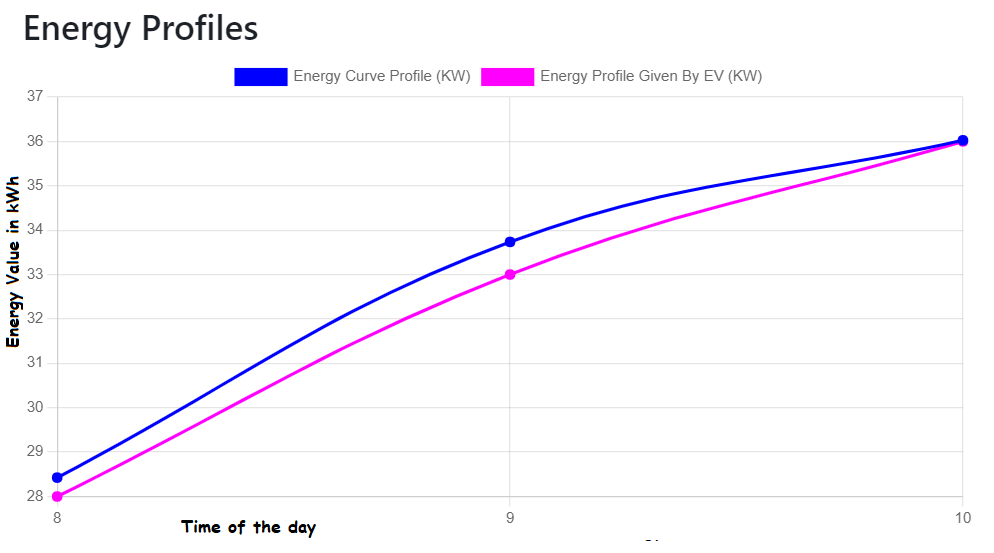 Energy Profiles
Energy Curve Profile (KW) Energy Profile Given By EV (KW)
37
36
35
34
33
32
31
30
29
28
Energy Value in kWh
8 9 10
Time of the day